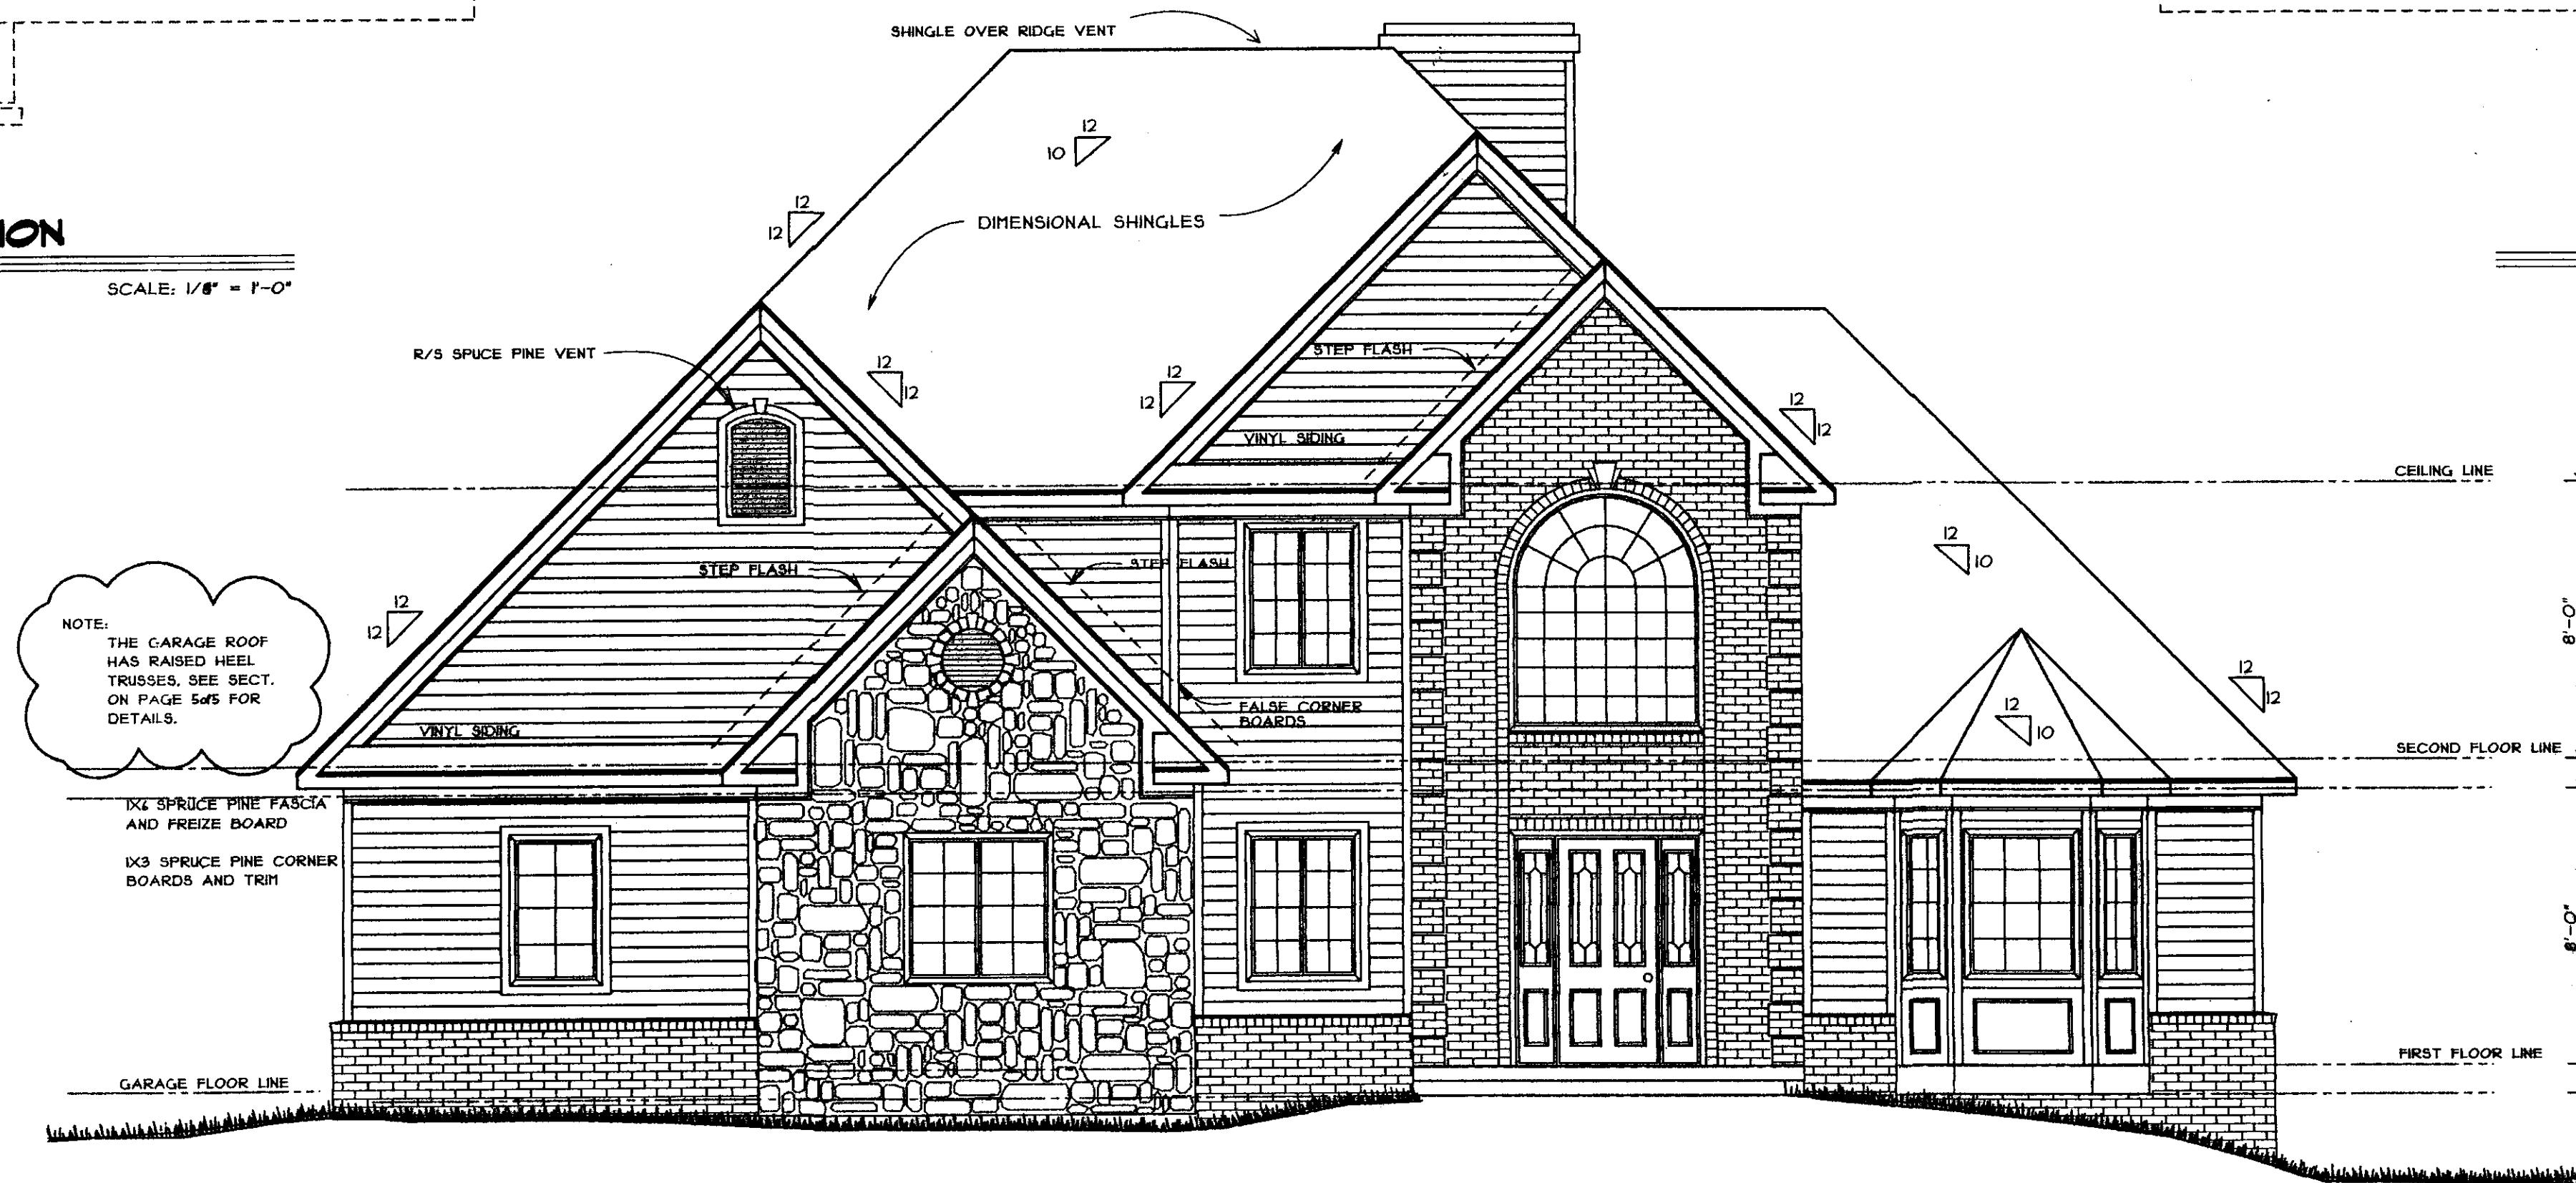 SHINGLE OVER RIDGE VENT
12
10
12
12
DIMENSIONAL SHINGLES
ION
SCALE: 1/8" = 1'-0"
R/S SPUCE PINE VENT
STEP FLASH
12
12
12
12
12
12
VINYL SIDING
CEILING LINE
12
10
STEP FLASH
STEP FLASH
12
12
NOTE:
THE GARAGE ROOF
HAS RAISED HEEL
TRUSSES, SEE SECT.
ON PAGE 5of5 FOR
DETAILS.
8'-0"
12
12
FALSE CORNER
BOARDS
12
10
VINYL SIDING
SECOND FLOOR LINE
1X6 SPRUCE PINE FASCIA
AND FREIZE BOARD
1X3 SPRUCE PINE CORNER
BOARDS AND TRIM
8'-0"
FIRST FLOOR LINE
GARAGE FLOOR LINE